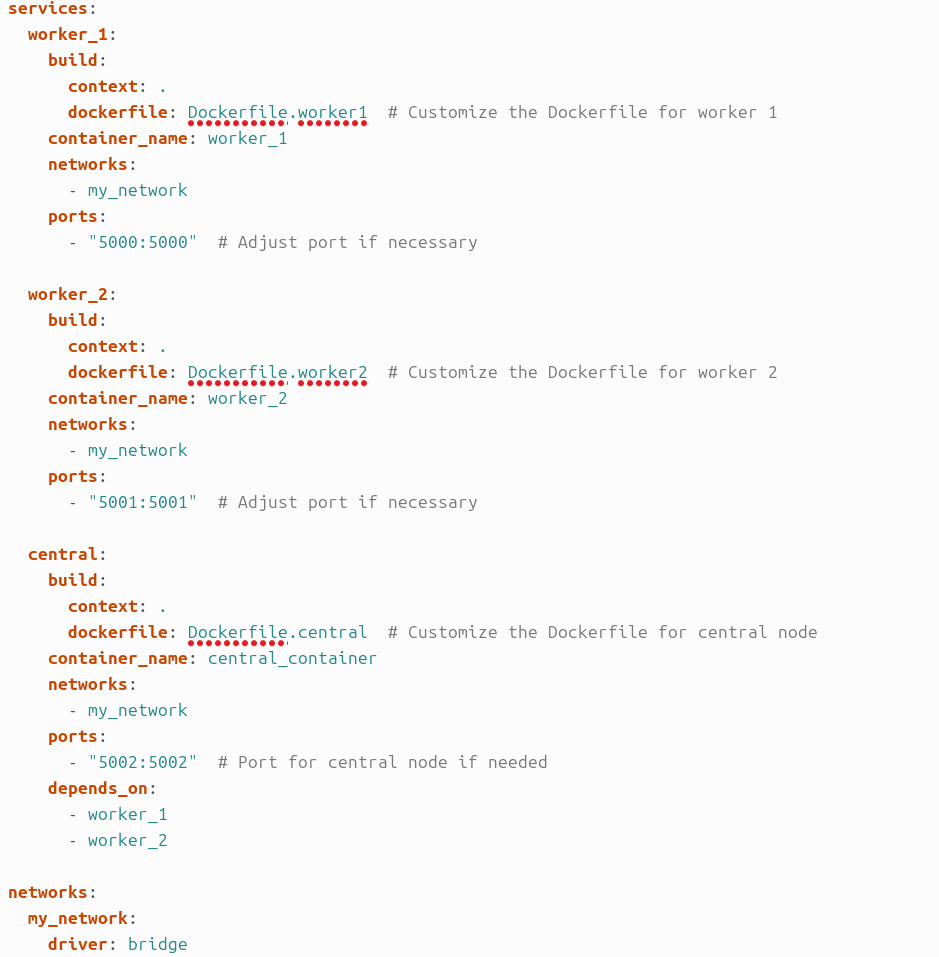 services:
  worker_1:
    build:
      context: .
      dockerfile: Dockerfile.worker1  # Customize the Dockerfile for worker 1
    container_name: worker_1
    networks:
      - my_network
    ports:
      - "5000:5000"  # Adjust port if necessary

  worker_2:
    build:
      context: .
      dockerfile: Dockerfile.worker2  # Customize the Dockerfile for worker 2
    container_name: worker_2
    networks:
      - my_network
    ports:
      - "5001:5001"  # Adjust port if necessary

  central:
    build:
      context: .
      dockerfile: Dockerfile.central  # Customize the Dockerfile for central node
    container_name: central_container
    networks:
      - my_network
    ports:
      - "5002:5002"  # Port for central node if needed
    depends_on:
      - worker_1
      - worker_2

networks:
  my_network:
    driver: bridge